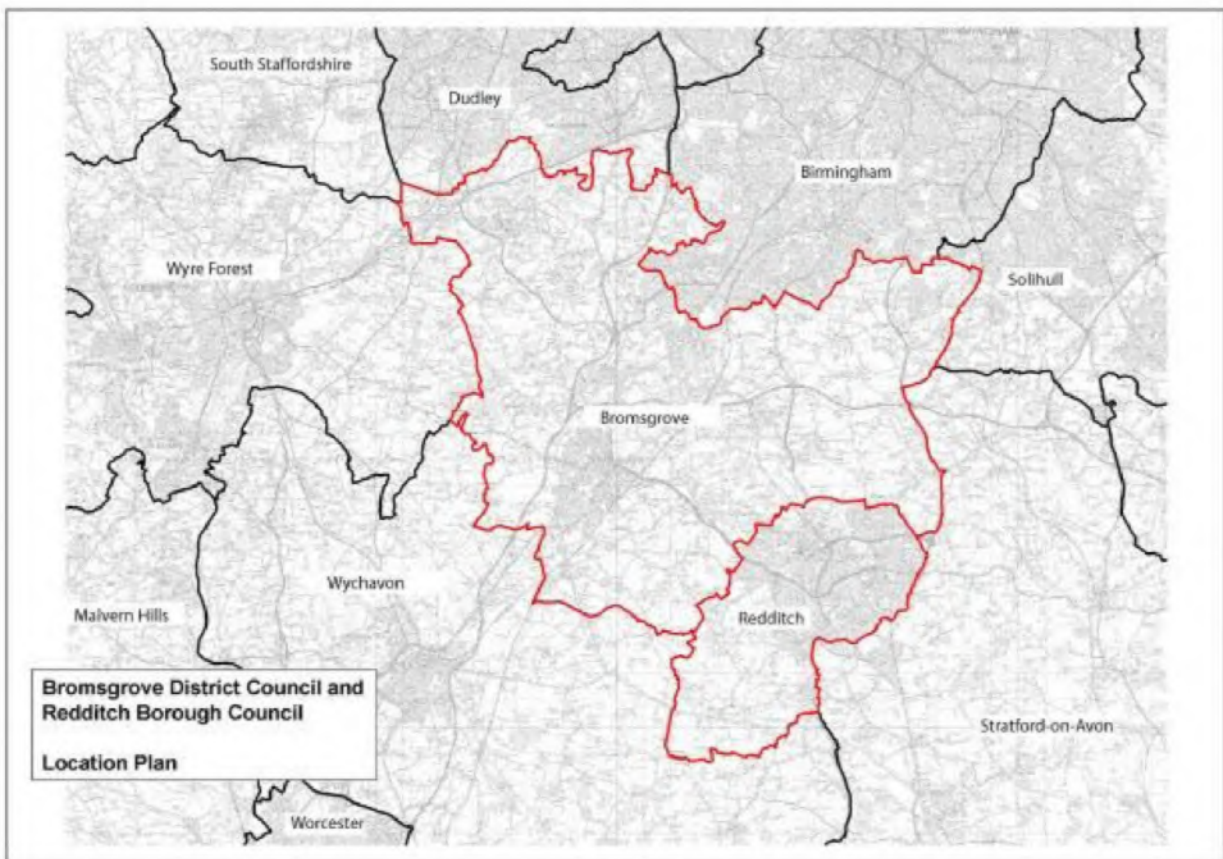 South Staffordshire
Dudley
Birmingham
Wyre Forest
Solihull
Bromsgrove
Wychavon
Malvern Hills
Redditch
Bromsgrove District Council and
Redditch Borough Council
Location Plan
Stratford-on-Avon
Worcester